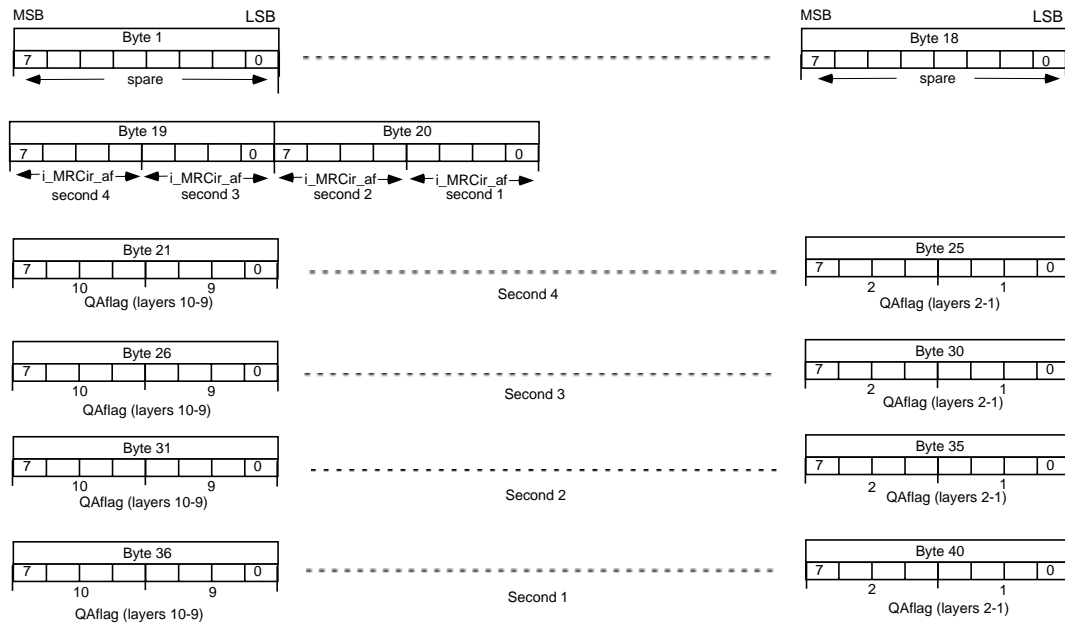 MSB LSB MSB LSB
Byte 1 Byte 18
7 0 7 0
spare spare
Byte 19 Byte 20
7 0 7 0
i_MRCir_af i_MRCir_af i_MRCir_af i_MRCir_af
second 4 second 3 second 2 second 1
Byte 21 Byte 25
7 0 7 0
10 9 2 1
QAflag (layers 10-9) Second 4 QAflag (layers 2-1)
Byte 26 Byte 30
7 0 7 0
10 9 2 1
QAflag (layers 10-9) Second 3 QAflag (layers 2-1)
Byte 31 Byte 35
7 0 7 0
10 9 2 1
QAflag (layers 10-9) Second 2 QAflag (layers 2-1)
Byte 36 Byte 40
7 0 7 0
10 9 2 1
QAflag (layers 10-9) Second 1 QAflag (layers 2-1)